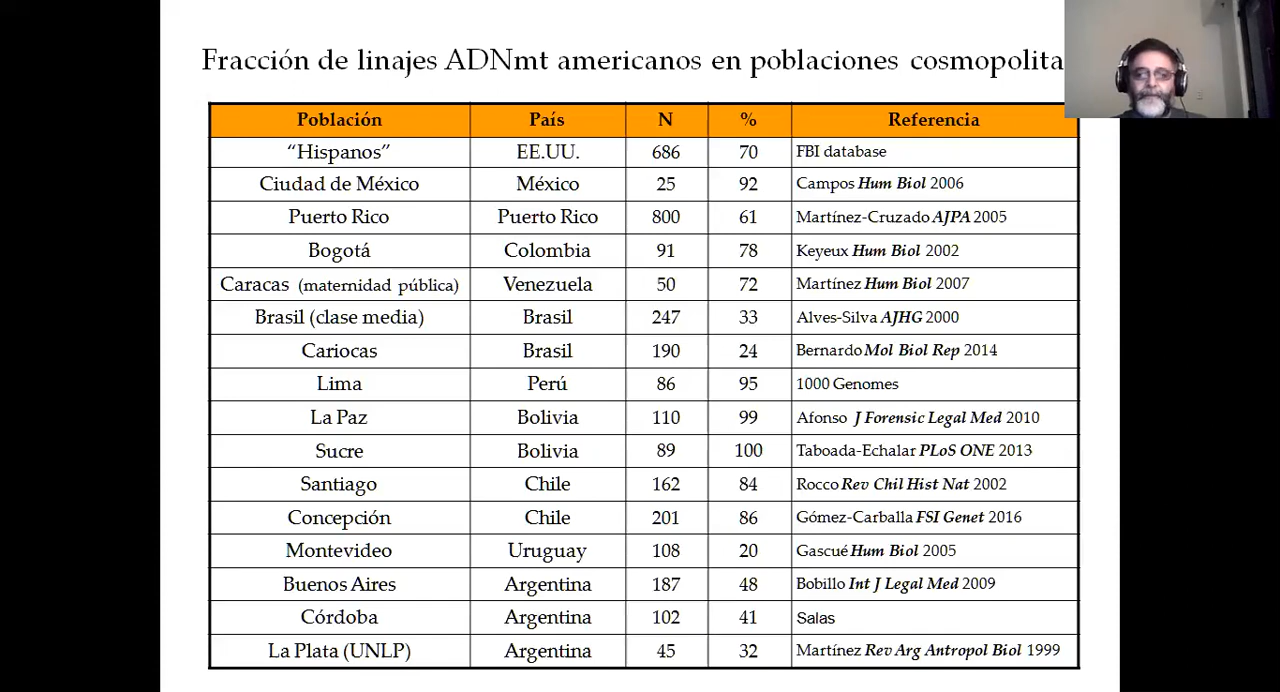 Fracción de linajes ADNmt americanos en poblaciones cosmopolita
Población País N % Referencia
“Hispanos” EE.UU. 686 70 FBI database
Ciudad de México México 25 92 Campos Hum Biol 2006
Puerto Rico Puerto Rico 800 61 Martínez-Cruzado AJPA 2005
Bogotá Colombia 91 78 Keyeux Hum Biol 2002
Caracas (maternidad pública) Venezuela 50 72 Martínez Hum Biol 2007
Brasil (clase media) Brasil 247 33 Alves-Silva AJHG 2000
Cariocas Brasil 190 24 Bernardo Mol Biol Rep 2014
Lima Perú 86 95 1000 Genomes
La Paz Bolivia 110 99 Afonso J Forensic Legal Med 2010
Sucre Bolivia 89 100 Taboada-Echalar PLoS ONE 2013
Santiago Chile 162 84 Rocco Rev Chil Hist Nat 2002
Concepción Chile 201 86 Gómez-Carballa FSI Genet 2016
Montevideo Uruguay 108 20 Gascué Hum Biol 2005
Buenos Aires Argentina 187 48 Bobillo Int J Legal Med 2009
Córdoba Argentina 102 41 Salas
La Plata (UNLP) Argentina 45 32 Martínez Rev Arg Antropol Biol 1999